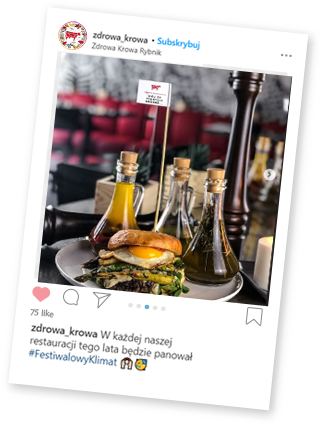 zdrowa_krowa • Subskrybuj
Zdrowa Krowa Rybnik
75 like
zdrowa_krowa W każdej naszej
restauracji tego lata będzie panował
#FestiwalowyKlimat